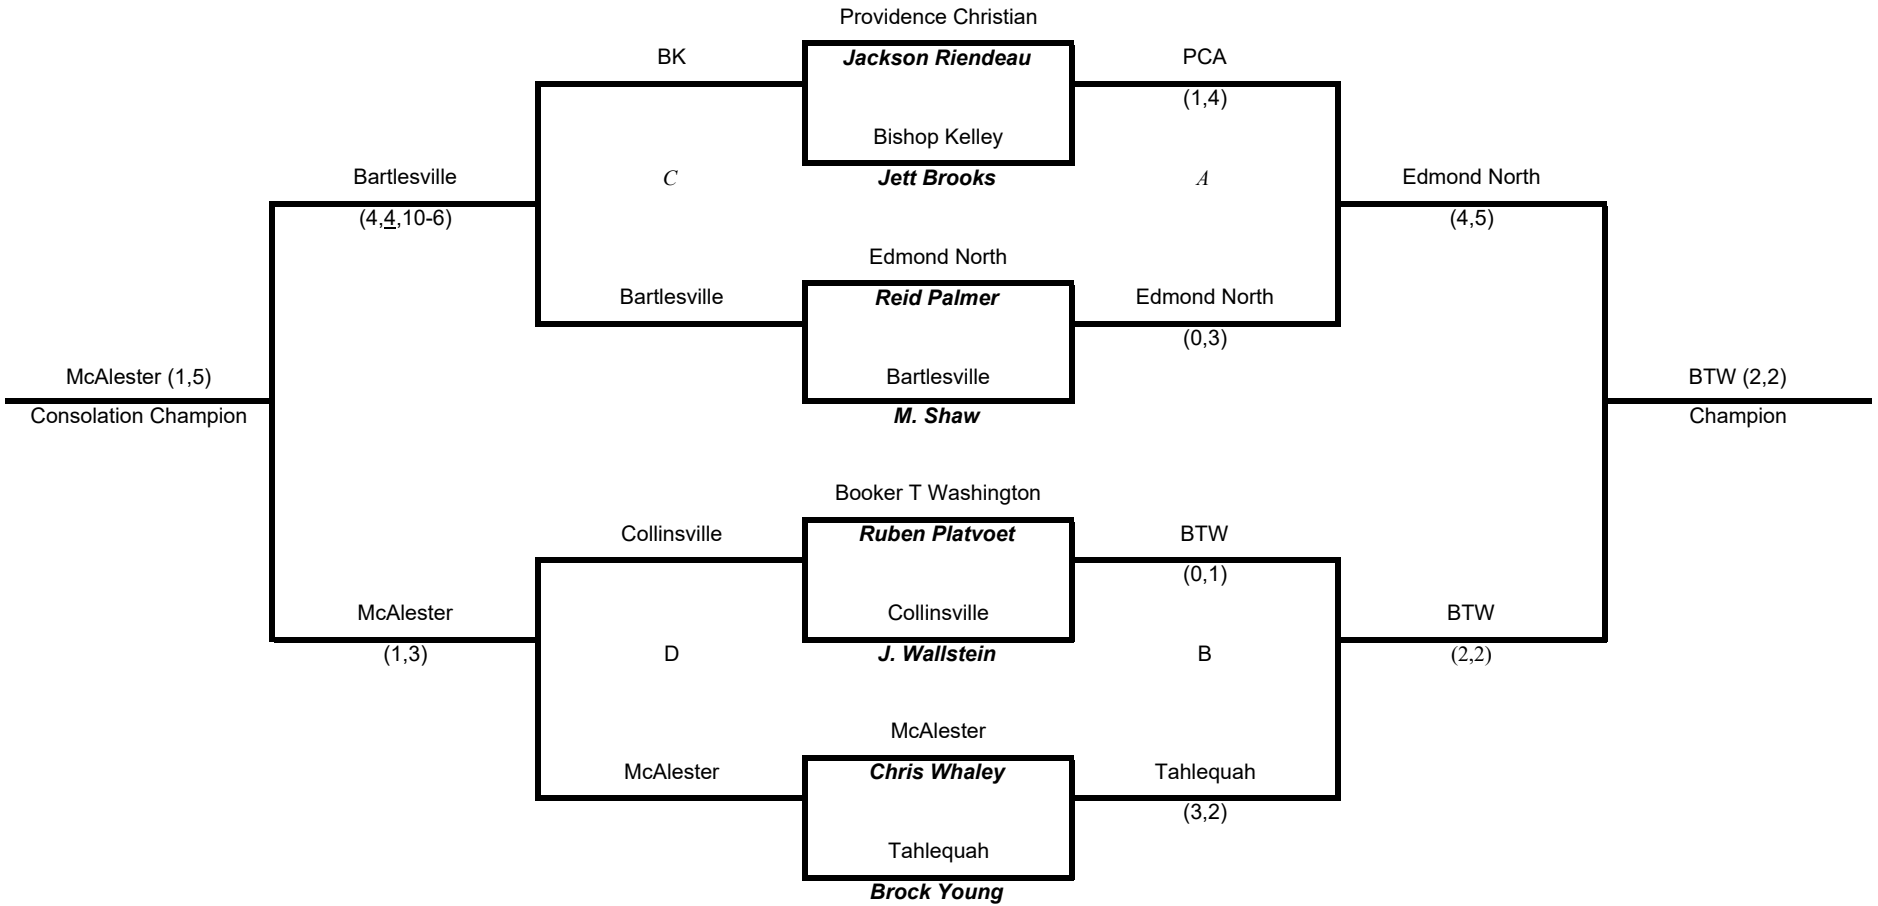 Providence Christian
BK
Jackson Riendeau
PCA
(1,4)
Bishop Kelley
Bartlesville
C
Jett Brooks
A
Edmond North
(4,4,10-6)
(4,5)
Edmond North
Bartlesville
Reid Palmer
Edmond North
(0,3)
McAlester (1,5)
Bartlesville
BTW (2,2)
Consolation Champion
M. Shaw
Champion
Booker T Washington
Collinsville
Ruben Platvoet
BTW
(0,1)
McAlester
Collinsville
BTW
(1,3)
D
J. Wallstein
B
(2,2)
McAlester
McAlester
Chris Whaley
Tahlequah
(3,2)
Tahlequah
Brock Young